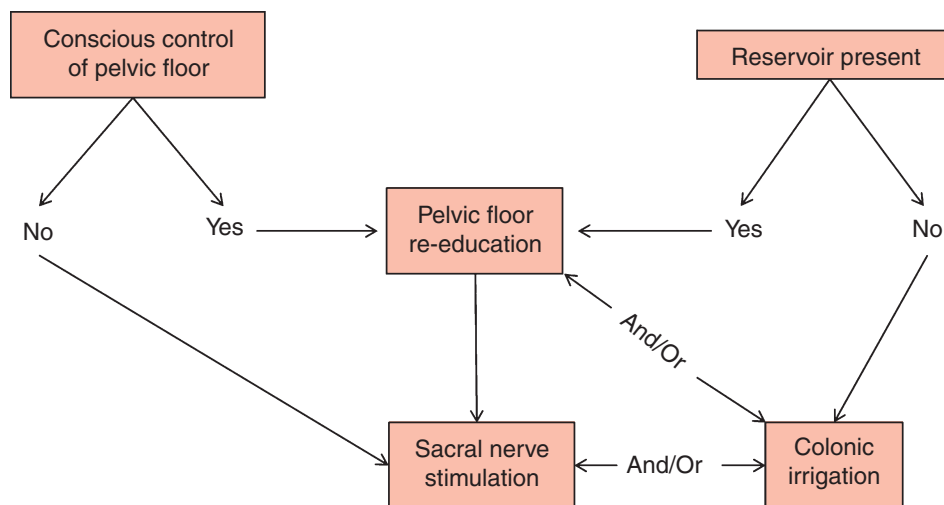 Conscious control
of pelvic floor
Reservoir present
No
Yes
Pelvic floor
re-education
Yes
No
And/Or
Sacral nerve
stimulation
And/Or
Colonic
irrigation